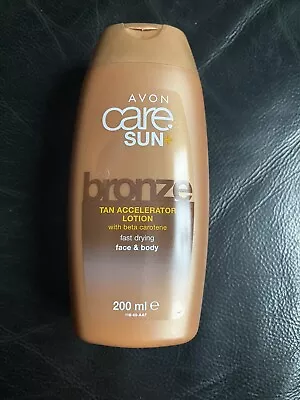 AVON
care
SUN+
bronze
TAN ACCELERATOR
LOTION
with beta carotene
fast drying
face & body
200 ml e